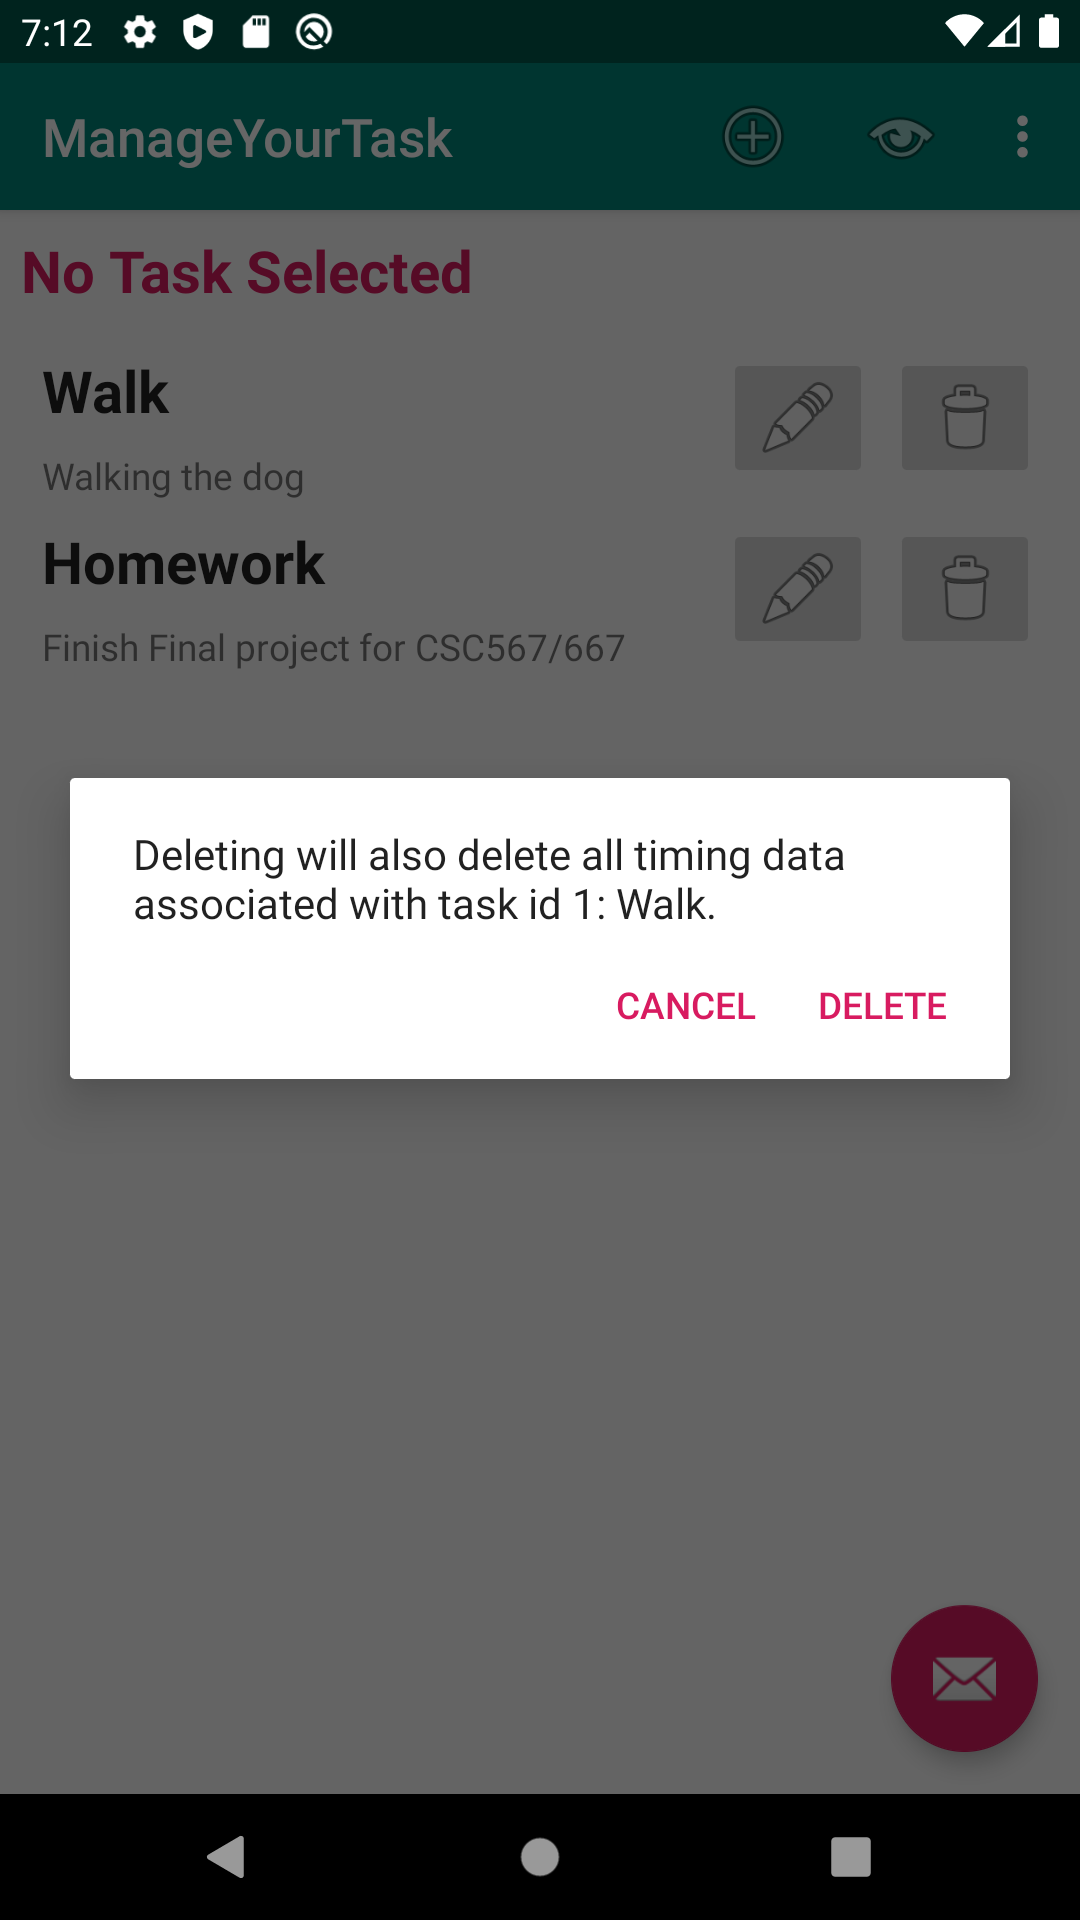 7:12
ManageYourTask
No Task Selected
Walk
Walking the dog
Homework
Finish Final project for CSC567/667
Deleting will also delete all timing data
associated with task id 1: Walk.
CANCEL DELETE